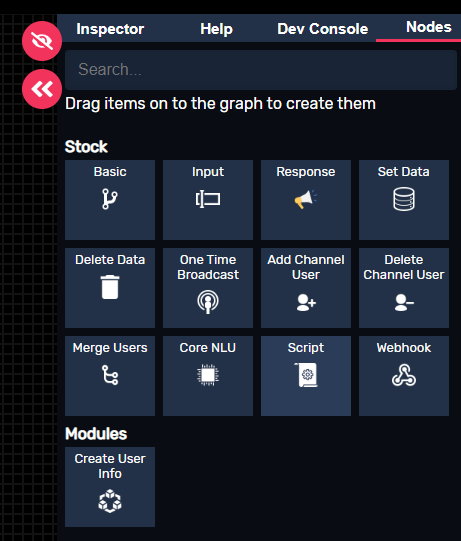 Inspector Help Dev Console Nodes
Search...
Drag items on to the graph to create them
Stock
Basic Input Response Set Data
Delete Data One Time Broadcast Add Channel User Delete Channel User
Merge Users Core NLU Script Webhook
Modules
Create User
Info